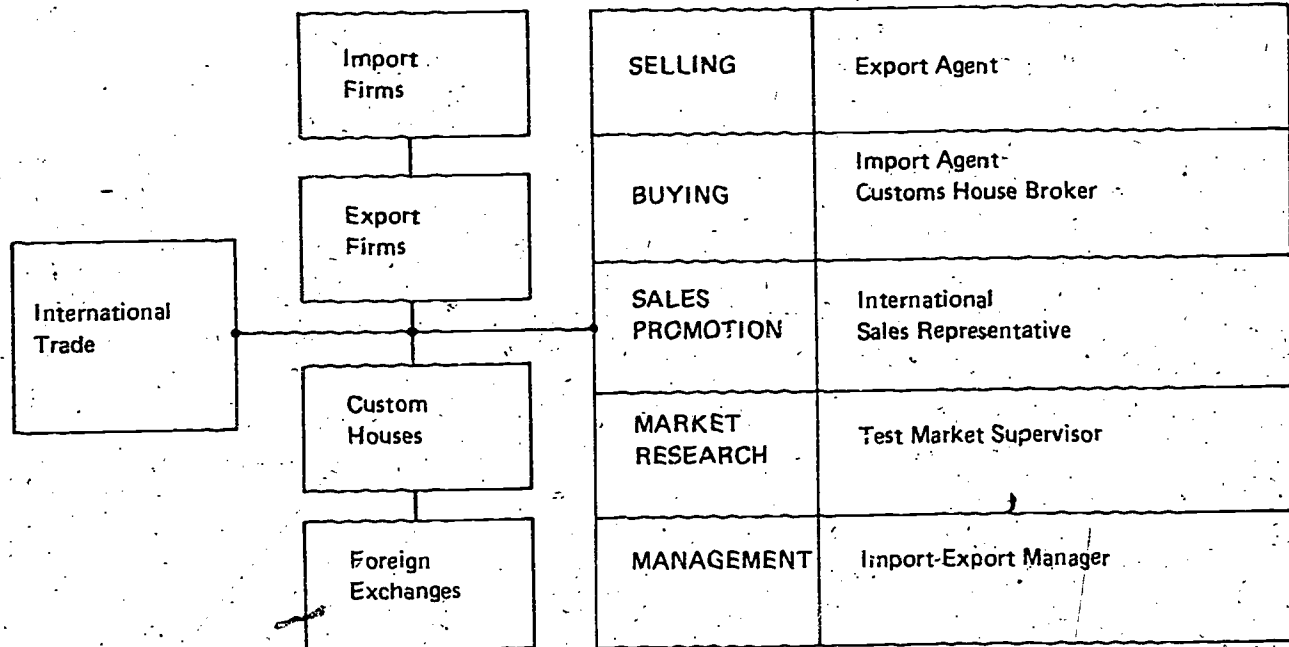 International
Trade
Import
Firms
Export
Firms
Custom
Houses
Foreign
Exchanges
SELLING
Export Agent
BUYING
Import Agent-
Customs House Broker
SALES
PROMOTION
International
Sales Representative
MARKET
RESEARCH
Test Market Supervisor
MANAGEMENT
Import-Export Manager